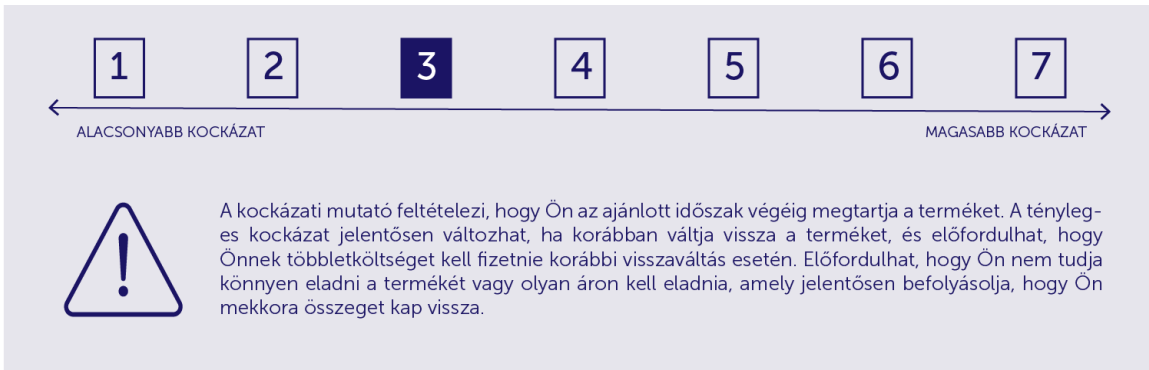 1 2 3 4 5 6 7
ALACSONYABB KOCKÁZAT MAGASABB KOCKÁZAT
A kockázati mutató feltételezi, hogy Ön az ajánlott időszak végéig megtartja a terméket. A tényleg-
es kockázat jelentősen változhat, ha korábban váltja vissza a terméket, és előfordulhat, hogy
Önnek többletköltséget kell fizetnie korábbi visszaváltás esetén. Előfordulhat, hogy Ön nem tudja
könnyen eladni a termékét vagy olyan áron kell eladnia, amely jelentősen befolyásolja, hogy Ön
mekkora összeget kap vissza.